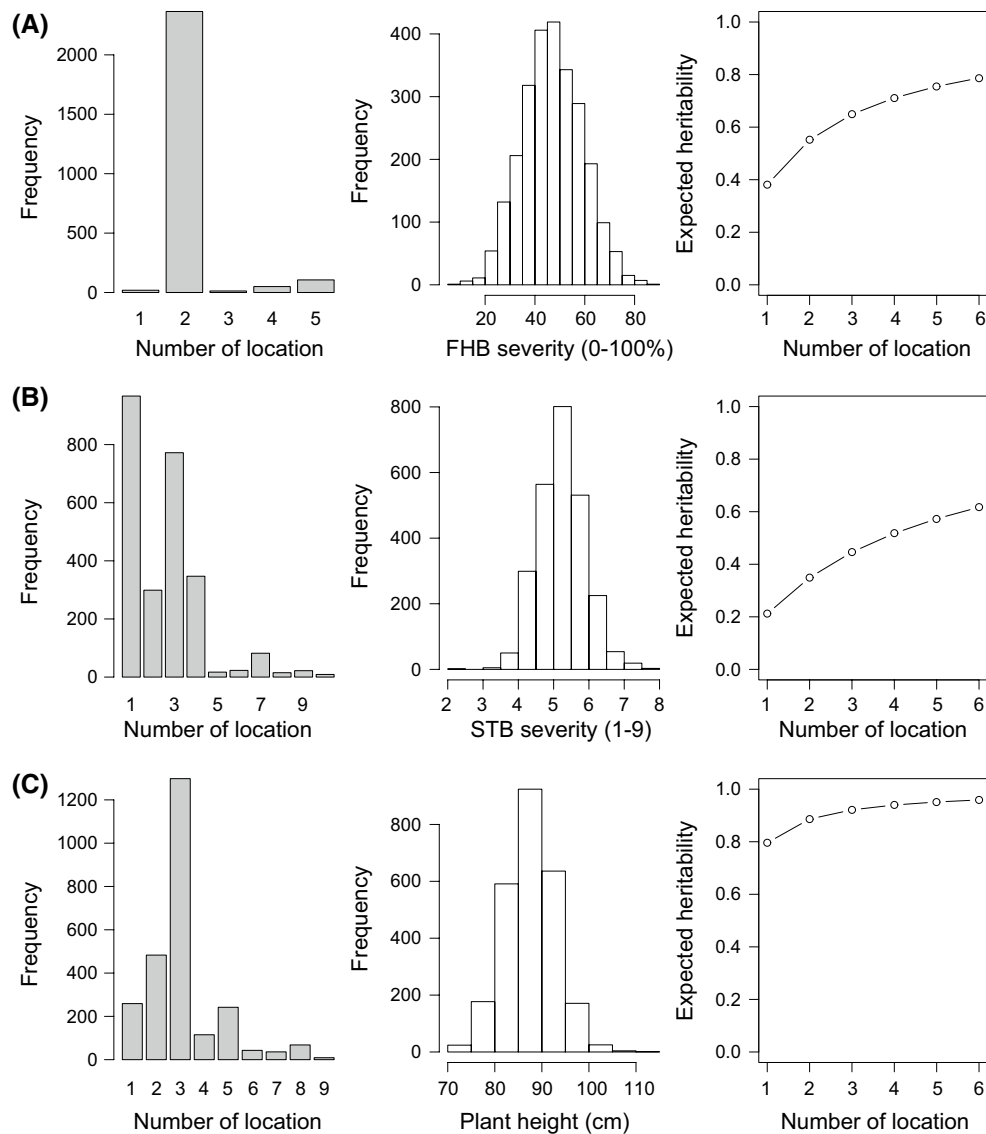 (A)
Frequency
2000
1500
1000
500
0
1 2 3 4 5
Number of location
Frequency
400
300
200
100
0
20 40 60 80
FHB severity (0-100%)
Expected heritability
1.0
0.8
0.6
0.4
0.2
0.0
1 2 3 4 5 6
Number of location
(B)
Frequency
800
600
400
200
0
1 3 5 7 9
Number of location
Frequency
800
600
400
200
0
2 3 4 5 6 7 8
STB severity (1-9)
Expected heritability
1.0
0.8
0.6
0.4
0.2
0.0
1 2 3 4 5 6
Number of location
(C)
Frequency
1200
1000
800
600
400
200
0
1 2 3 4 5 6 7 8 9
Number of location
Frequency
800
600
400
200
0
70 80 90 100 110
Plant height (cm)
Expected heritability
1.0
0.8
0.6
0.4
0.2
0.0
1 2 3 4 5 6
Number of location